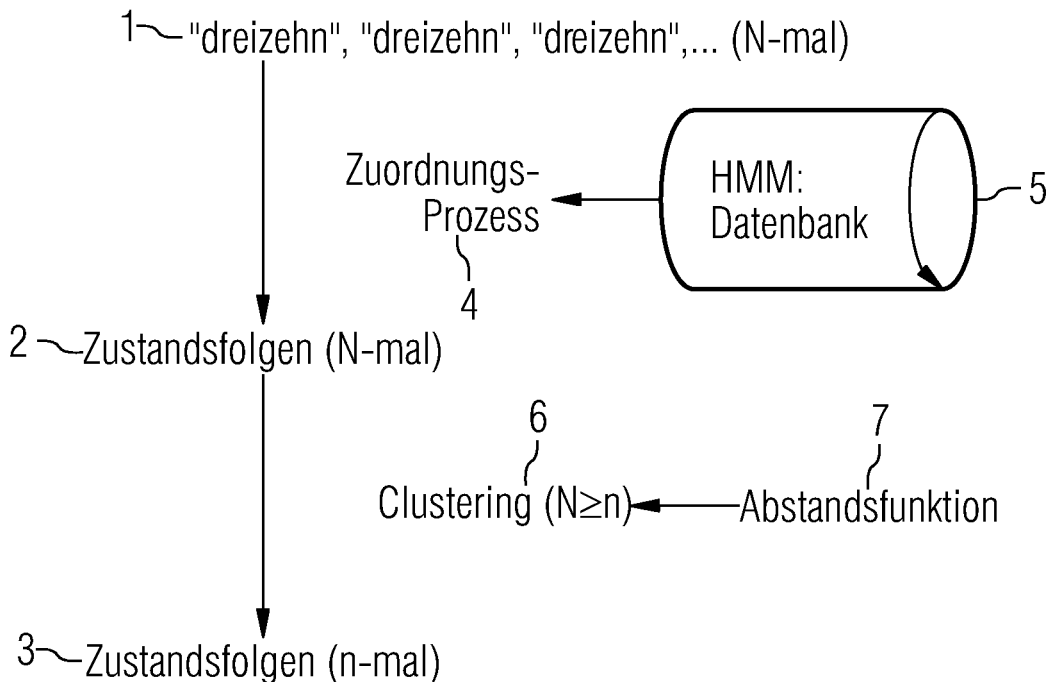 1 "dreizehn", "dreizehn", "dreizehn",... (N-mal)
Zuordnungs-
Prozess
4
HMM:
Datenbank
5
2 Zustandsfolgen (N-mal)
6
7
Clustering (N≥n)
Abstandsfunktion
3 Zustandsfolgen (n-mal)